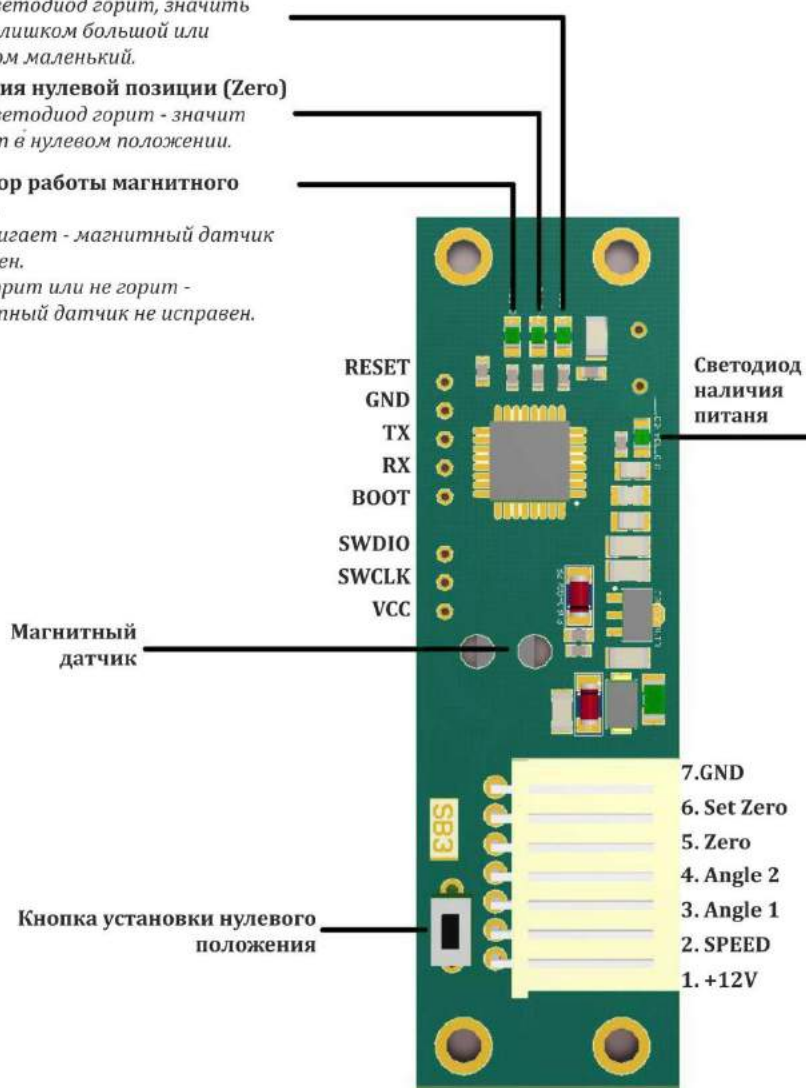 ветодиод горит, значить
лишком большой или
ом маленький.
ия нулевой позиции (Zero)
ветодиод горит - значит
т в нулевом положении.
ор работы магнитного
игает - магнитный датчик
ен.
орит или не горит -
тный датчик не исправен.
RESET
GND
TX
RX
BOOT
SWDIO
SWCLK
VCC
Светодиод
наличия
питаня
Магнитный
датчик
SB3
7.GND
6. Set Zero
5. Zero
4. Angle 2
3. Angle 1
2. SPEED
1. +12V
Кнопка установки нулевого
положения